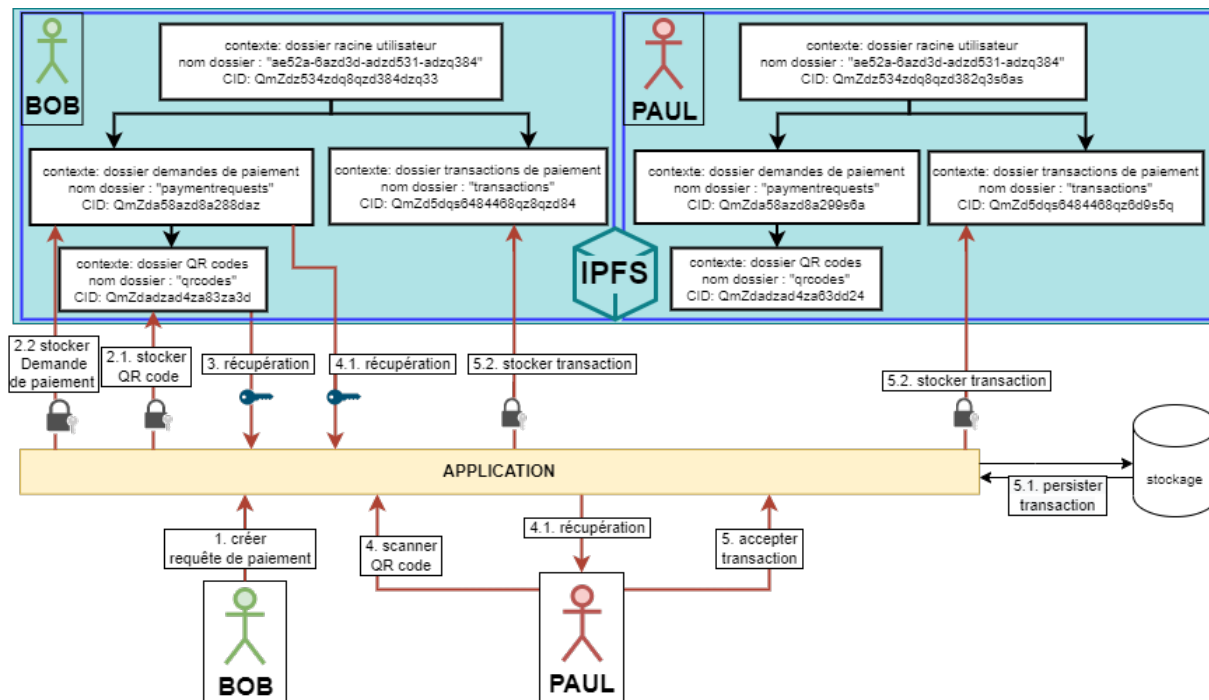 BOB
contexte: dossier racine utilisateur
nom dossier : "ae52a-6azd3d-adzd531-adzq384"
CID: QmZdz534zdq8qzd384dzq33
contexte: dossier demandes de paiement
nom dossier : "paymentrequests"
CID: QmZda58azd8a288daz
contexte: dossier transactions de paiement
nom dossier : "transactions"
CID: QmZd5dqs6484468qz8qzd84
contexte: dossier QR codes
nom dossier : "qrcodes"
CID: QmZdadzad4za83za3d
IPFS
PAUL
contexte: dossier racine utilisateur
nom dossier : "ae52a-6azd3d-adzd531-adzq384"
CID: QmZdz534zdq8qzd382q3s6as
contexte: dossier demandes de paiement
nom dossier : "paymentrequests"
CID: QmZda58azd8a299s6a
contexte: dossier transactions de paiement
nom dossier : "transactions"
CID: QmZd5dqs6484468qz6d9s5q
contexte: dossier QR codes
nom dossier : "qrcodes"
CID: QmZdadzad4za63dd24
2.2 stocker
Demande
de paiement
2.1. stocker
QR code
3. récupération
4.1. récupération
5.2. stocker transaction
5.2. stocker transaction
APPLICATION
stockage
5.1. persister
transaction
1. créer
requête de paiement
4. scanner
QR code
4.1. récupération
5. accepter
transaction
BOB
PAUL